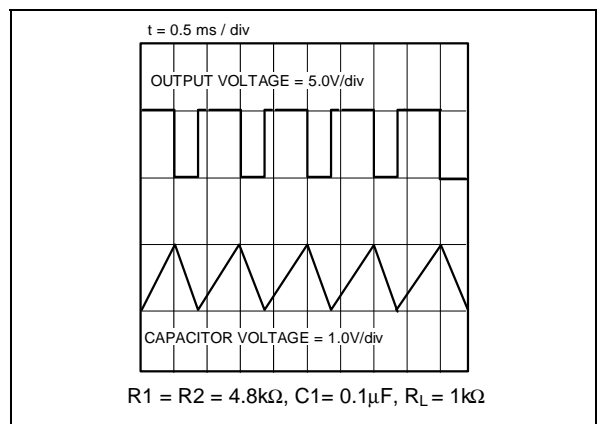 t = 0.5 ms / div
OUTPUT VOLTAGE = 5.0V/div
CAPACITOR VOLTAGE = 1.0V/div
R1 = R2 = 4.8kΩ, C1= 0.1μF, RL = 1kΩ